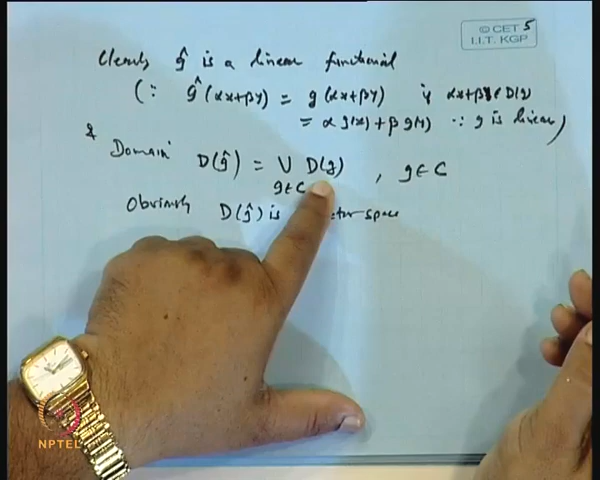 © CET 5
I.I.T. KGP
Clearly ĝ is a linear functional
(∵ ĝ(αx+βy) = g(αx+βy) if αx+βy ∈ D(g)
= α g(x) + β g(y) ∵ g is linear)
& Domain D(ĝ) = ∪ D(g) , g ∈ C
g ∈ C
Obviously D(ĝ) is space
NPTEL